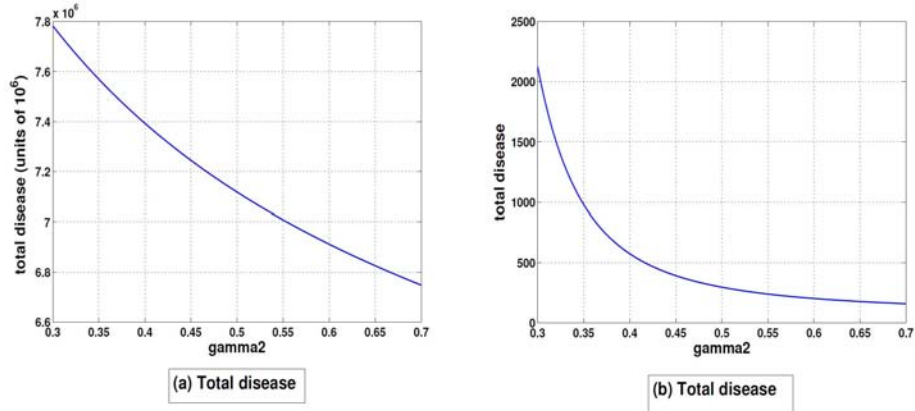 x 10^6
7.8
7.6
7.4
7.2
7
6.8
6.6
total disease (units of 10^6)
0.3 0.35 0.4 0.45 0.5 0.55 0.6 0.65 0.7
gamma2
(a) Total disease
2500
2000
1500
1000
500
0
total disease
0.3 0.35 0.4 0.45 0.5 0.55 0.6 0.65 0.7
gamma2
(b) Total disease